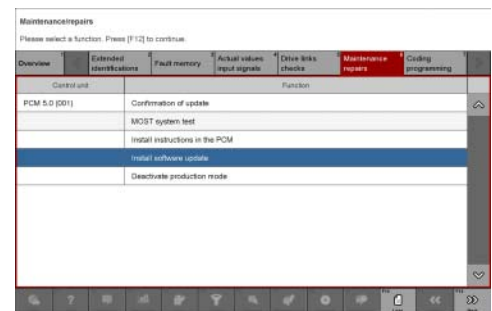 Maintenance/repairs
Please select a function. Press [F12] to continue.
Overview
Extended identifications
Fault memory
Actual values input signals
Drive links checks
Maintenance repairs
Coding programming
Control unit Function
PCM 5.0 (001) Confirmation of update
MOST system test
Install instructions in the PCM
Install software update
Deactivate production mode